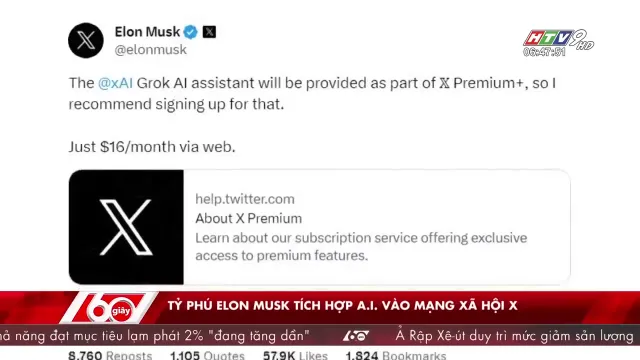 Elon Musk
@elonmusk
HTV9 HD
06:47:51
The @xAI Grok AI assistant will be provided as part of 𝕏 Premium+, so I
recommend signing up for that.
Just $16/month via web.
help.twitter.com
About X Premium
Learn about our subscription service offering exclusive
access to premium features.
60 giây
TỶ PHÚ ELON MUSK TÍCH HỢP A.I. VÀO MẠNG XÃ HỘI X
năng đạt mục tiêu lạm phát 2% "đang tăng dần" 60 Ả Rập Xê-út duy trì mức giảm sản lượng
8,760 Reposts 1,105 Quotes 57.9K Likes 1,824 Bookmarks